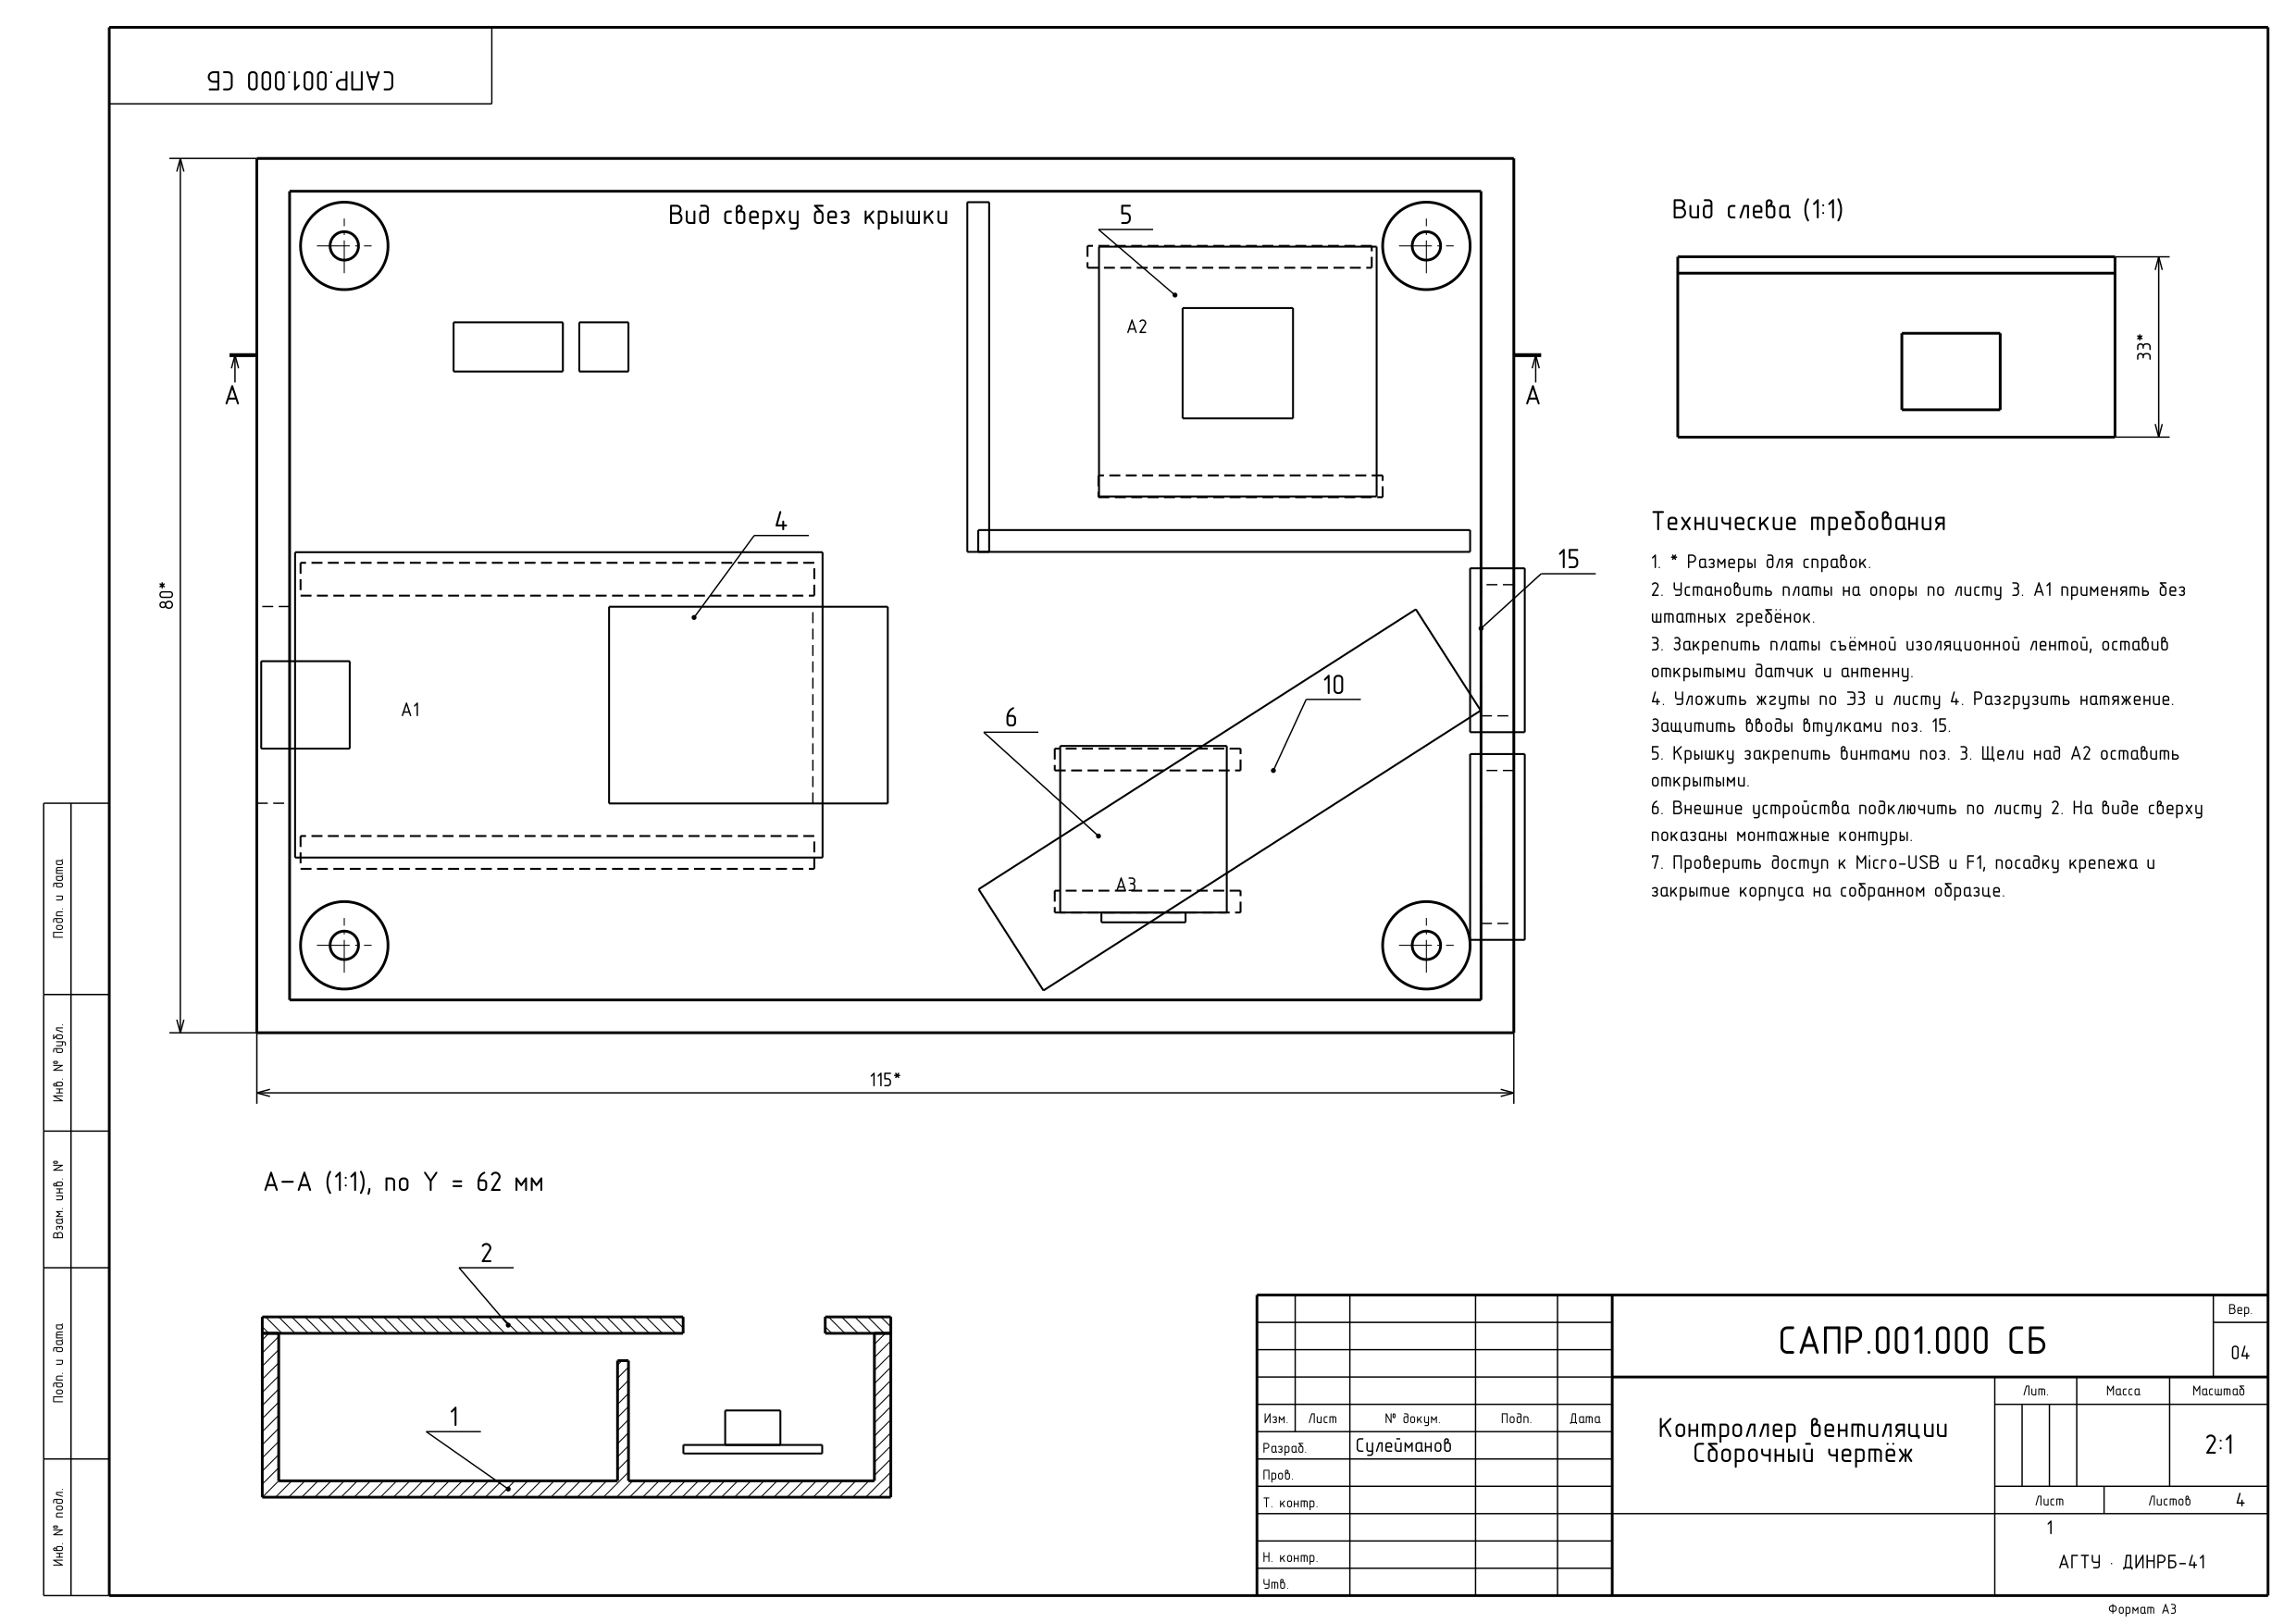 САПР.001.000 СБ
Вид сверху без крышки
5
А2
А
А
80*
4
15
А1
10
6
А3
115*
Вид слева (1:1)
33*
Технические требования
1. * Размеры для справок.
2. Установить платы на опоры по листу 3. А1 применять без
штатных гребёнок.
3. Закрепить платы съёмной изоляционной лентой, оставив
открытыми датчик и антенну.
4. Уложить жгуты по Э3 и листу 4. Разгрузить натяжение.
Защитить вводы втулками поз. 15.
5. Крышку закрепить винтами поз. 3. Щели над А2 оставить
открытыми.
6. Внешние устройства подключить по листу 2. На виде сверху
показаны монтажные контуры.
7. Проверить доступ к Micro-USB и F1, посадку крепежа и
закрытие корпуса на собранном образце.
А-А (1:1), по Y = 62 мм
2
1
Подп. и дата
Инв. № дубл.
Взам. инв. №
Подп. и дата
Инв. № подл.
САПР.001.000 СБ
Вер.
04
Изм. Лист № докум. Подп. Дата
Разраб. Сулейманов
Пров.
Т. контр.
Н. контр.
Утв.
Контроллер вентиляции
Сборочный чертёж
Лит. Масса Масштаб
2:1
Лист Листов 4
1
АГТУ · ДИНРБ-41
Формат А3